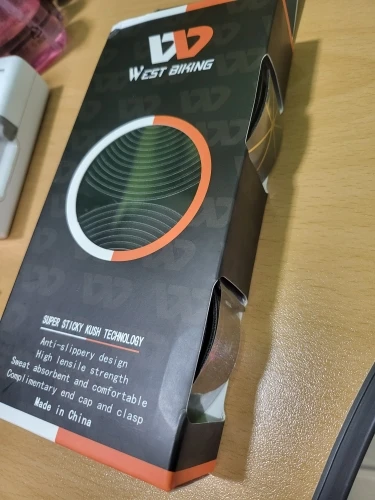 WEST BIKING
SUPER STICKY KUSH TECHNOLOGY
Anti-slippery design
High lensile strength
Sweat absorbent and comfortable
Complimentary end cap and clasp
Made in China